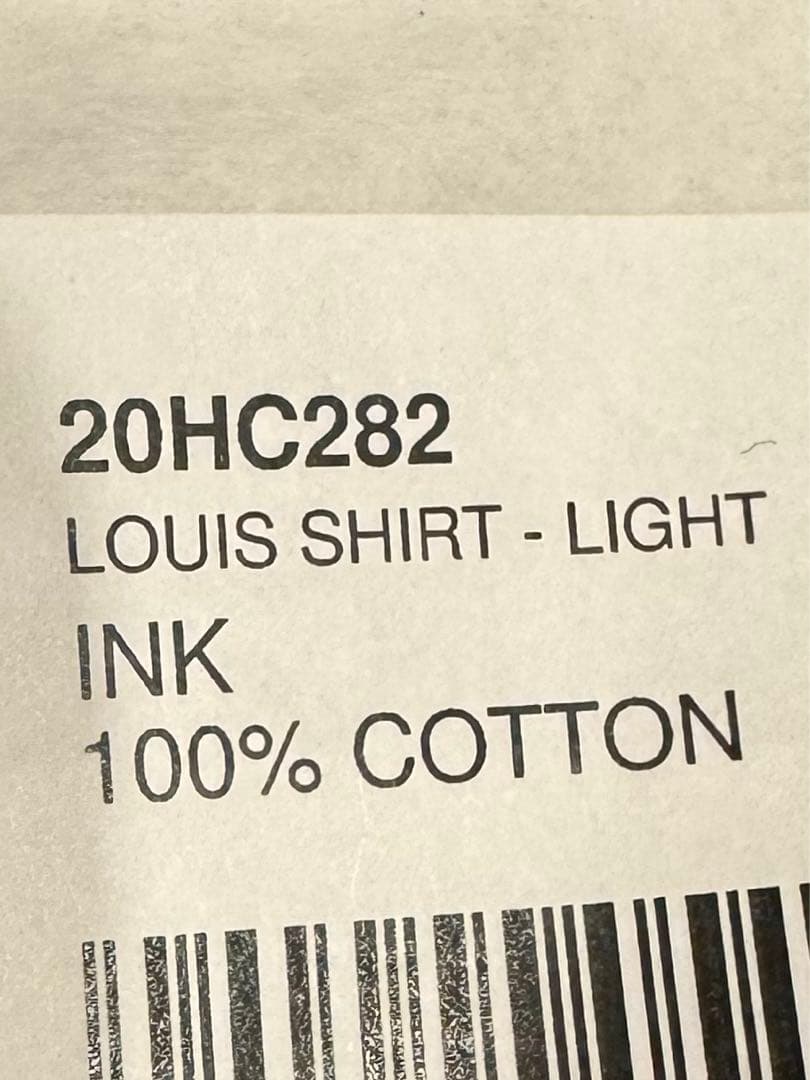 20HC282
LOUIS SHIRT - LIGHT
INK
100% COTTON